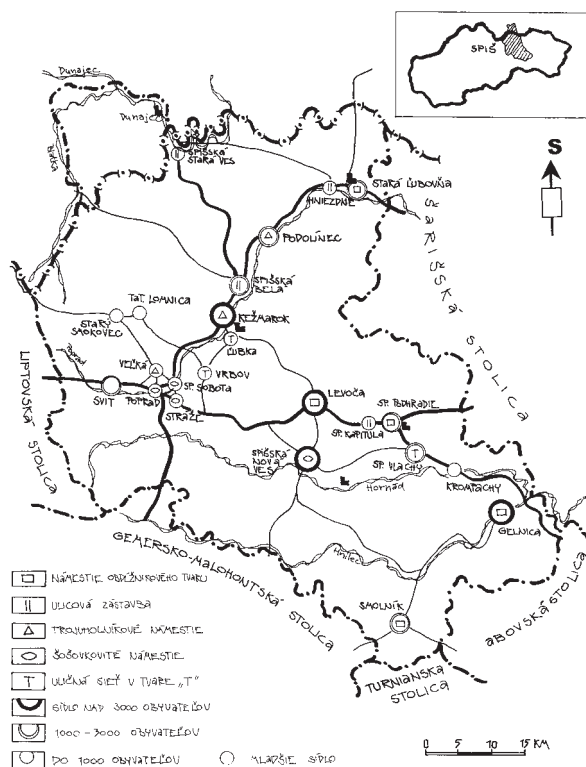 SPIŠ
S
Dunajec
Dunajec
SPIŠSKÁ
STARÁ VES
HNIEZDNE
STARÁ ĽUBOVŇA
PODOLÍNEC
SPIŠSKÁ
BELÁ
TAT. LOMNICA
STARÝ
SMOKOVEC
KEŽMAROK
ĽUBICA
Poprad
VEĽKÁ
VRBOV
SVIT
POPRAD
SP. SOBOTA
STRÁŽE
LEVOČA
SP. PODHRADIE
SP. KAPITULA
SPIŠSKÁ
NOVÁ
VES
SP. VLACHY
Hornád
KROMPACHY
GELNICA
Hnilec
SMOLNÍK
ŠARIŠSKÁ STOLICA
LIPTOVSKÁ STOLICA
GEMERSKO-MALOHONTSKÁ STOLICA
ABOVSKÁ STOLICA
TURNIANSKA
STOLICA
NÁMESTIE OBDĹŽNIKOVÉHO TVARU
ULICOVÁ ZÁSTAVBA
TROJUHOLNÍKOVÉ NÁMESTIE
ŠOŠOVKOVITÉ NÁMESTIE
ULIČNÁ SIEŤ V TVARE „T"
SÍDLO NAD 3000 OBYVATEĽOV
1000 - 3000 OBYVATEĽOV
DO 1000 OBYVATEĽOV
MLADŠIE SÍDLO
0 5 10 15 KM